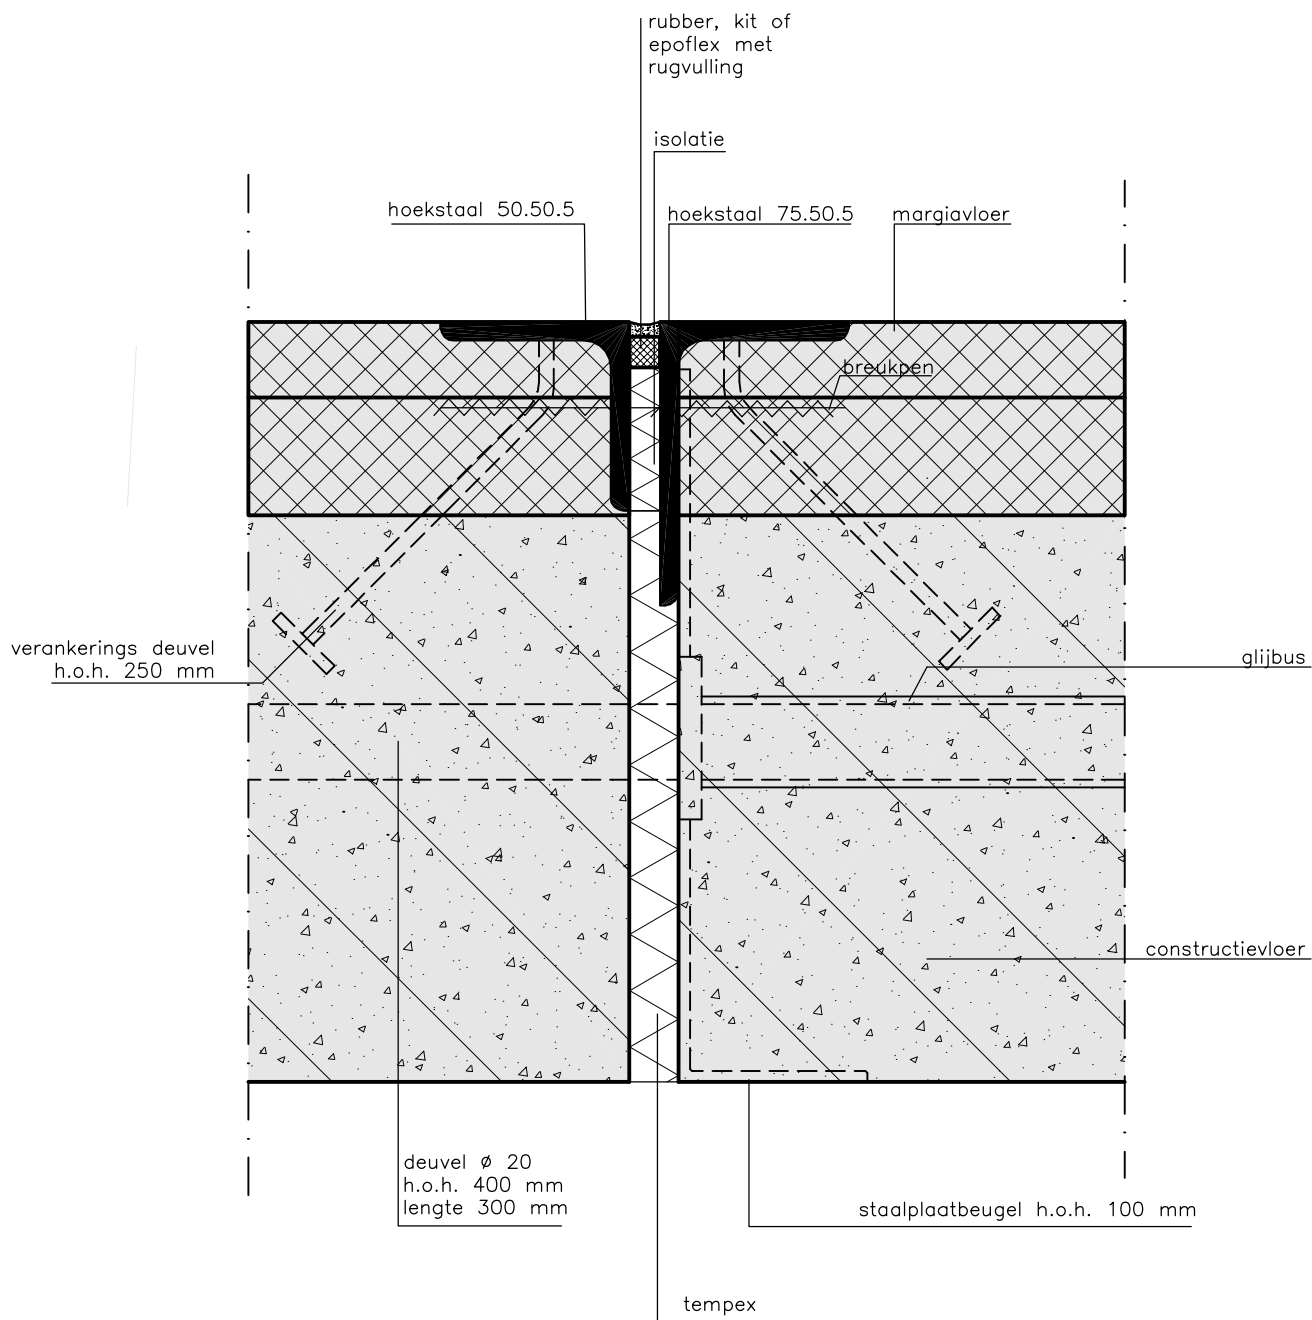 rubber, kit of
epoflex met
rugvulling
isolatie
hoekstaal 50.50.5
hoekstaal 75.50.5
margiavloer
breukpen
verankerings deuvel
h.o.h. 250 mm
glijbus
constructievloer
deuvel ø 20
h.o.h. 400 mm
lengte 300 mm
staalplaatbeugel h.o.h. 100 mm
tempex